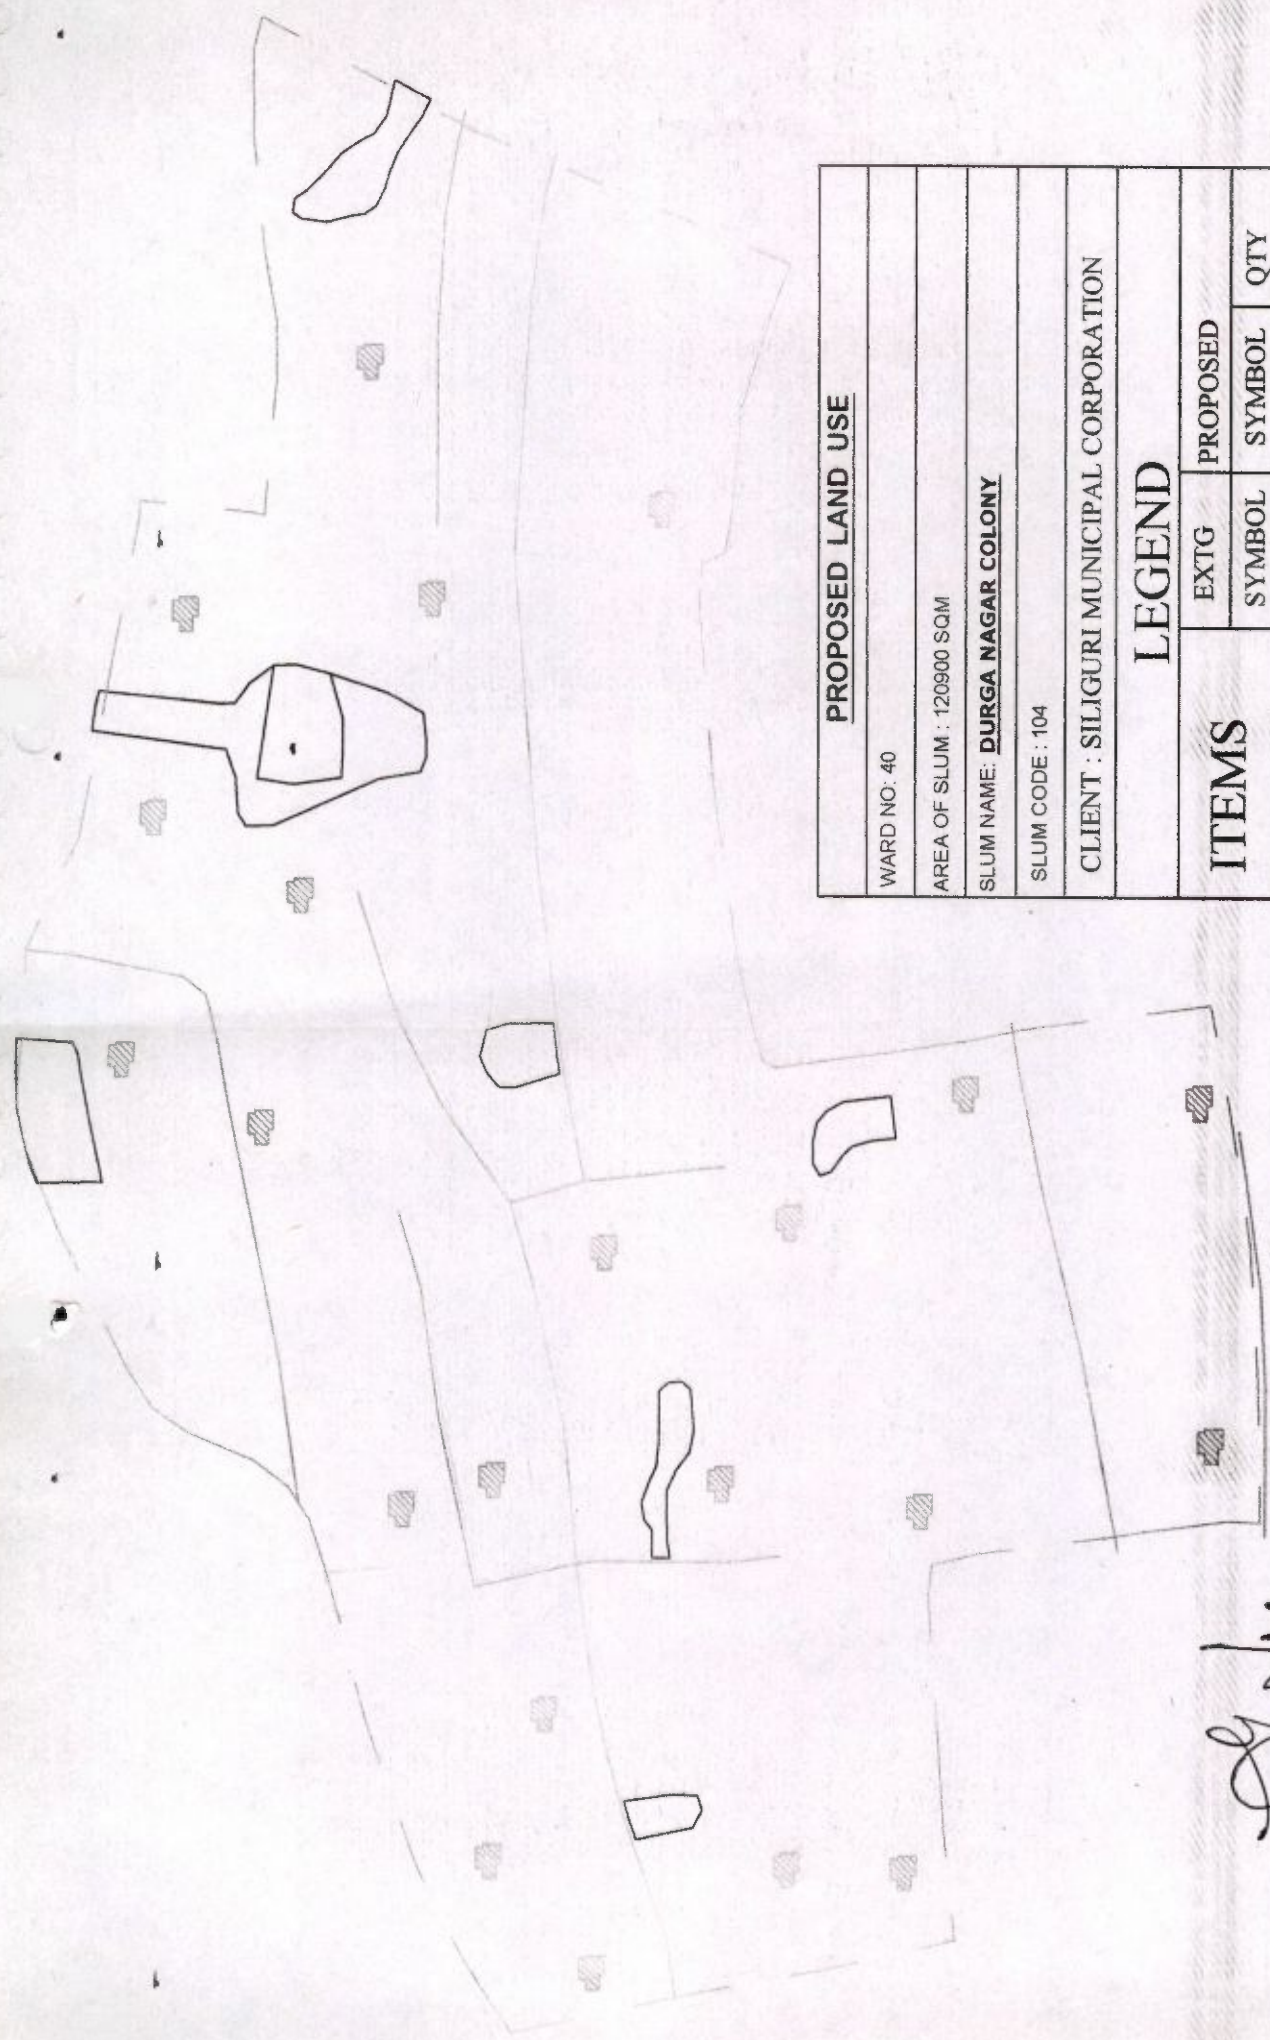 PROPOSED LAND USE
WARD NO: 40
AREA OF SLUM : 120900 SQM
SLUM NAME: DURGA NAGAR COLONY
SLUM CODE : 104
CLIENT : SILIGURI MUNICIPAL CORPORATION
LEGEND
ITEMS EXTG PROPOSED
SYMBOL SYMBOL QTY